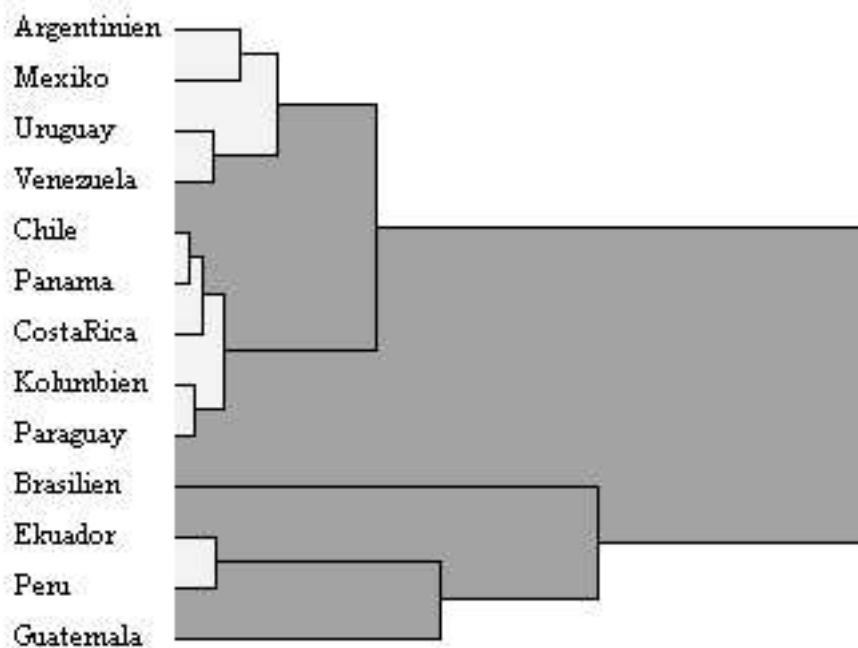 Argentinien
Mexiko
Uruguay
Venezuela
Chile
Panama
CostaRica
Kolumbien
Paraguay
Brasilien
Ekuador
Peru
Guatemala